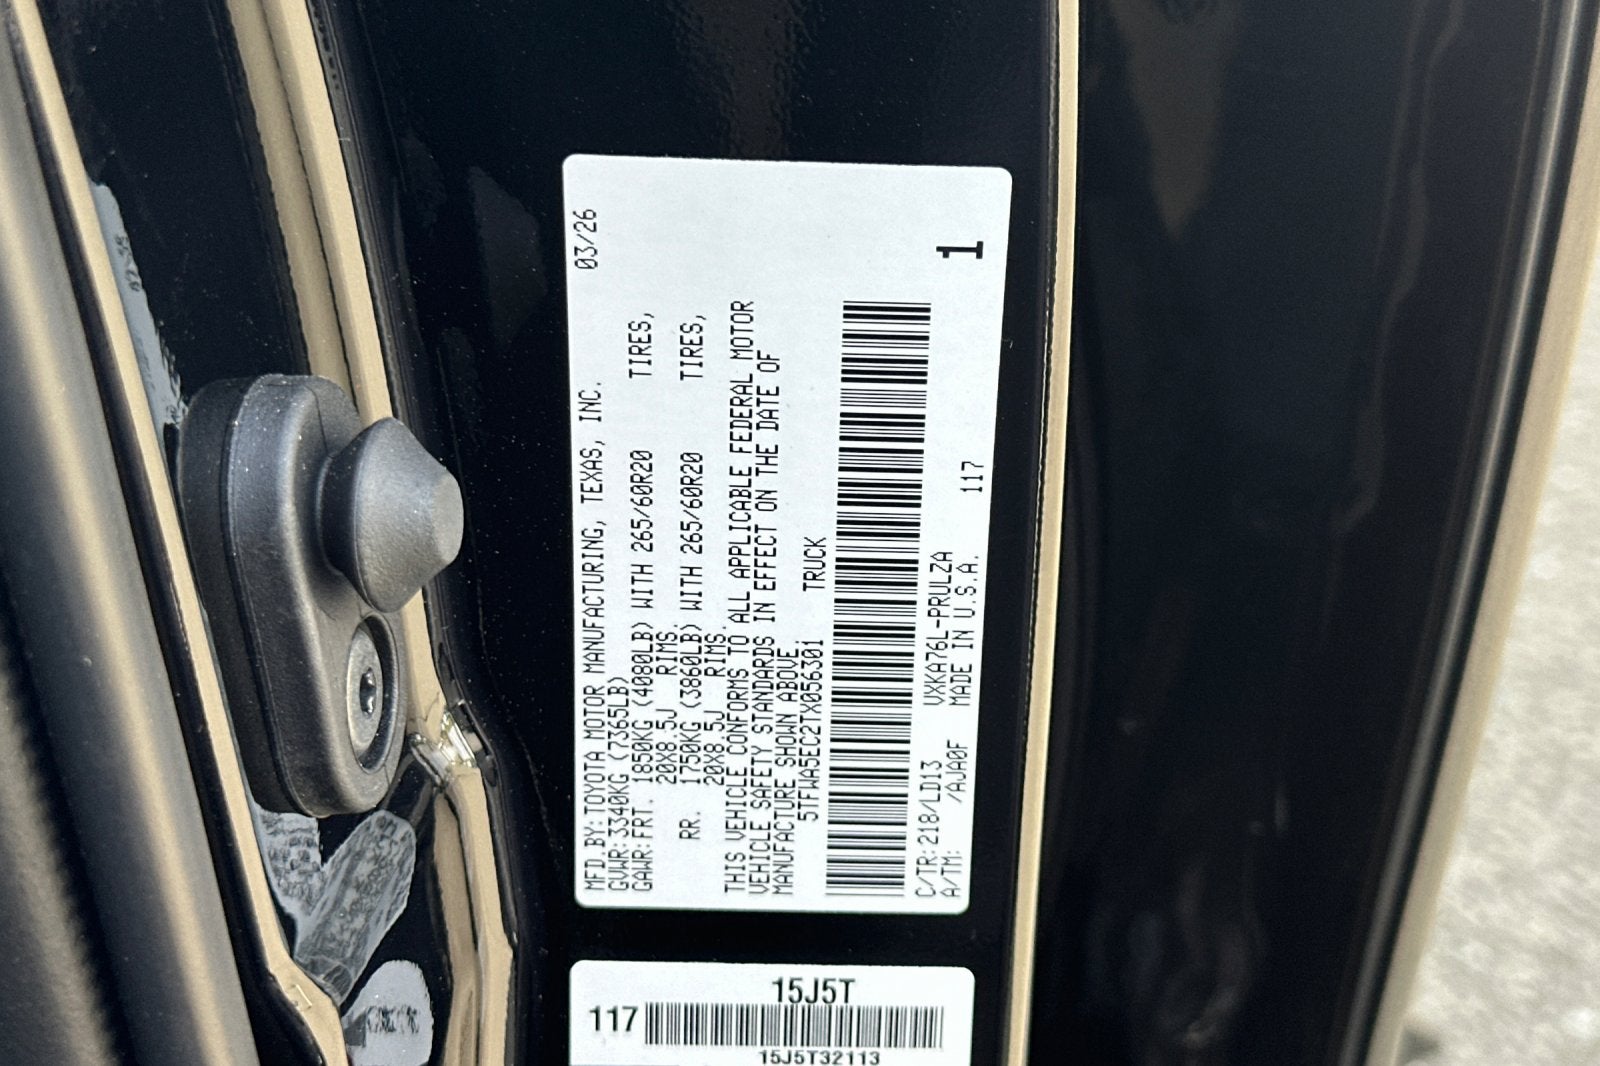 MFD.BY:TOYOTA MOTOR MANUFACTURING, TEXAS, INC. 03/26
GVWR:3340KG (7365LB)
GAWR:FRT. 1850KG (4080LB) WITH 265/60R20 TIRES,
20X8.5J RIMS.
RR. 1750KG (3860LB) WITH 265/60R20 TIRES,
20X8.5J RIMS.
THIS VEHICLE CONFORMS TO ALL APPLICABLE FEDERAL MOTOR
VEHICLE SAFETY STANDARDS IN EFFECT ON THE DATE OF
MANUFACTURE SHOWN ABOVE
5TFWA5EC2TX056301 TRUCK
1
C/TR:218/LD13 VXKA76L-PRULZA 117
A/TM: /AJA0F MADE IN U.S.A.
15J5T
117
15J5T32113